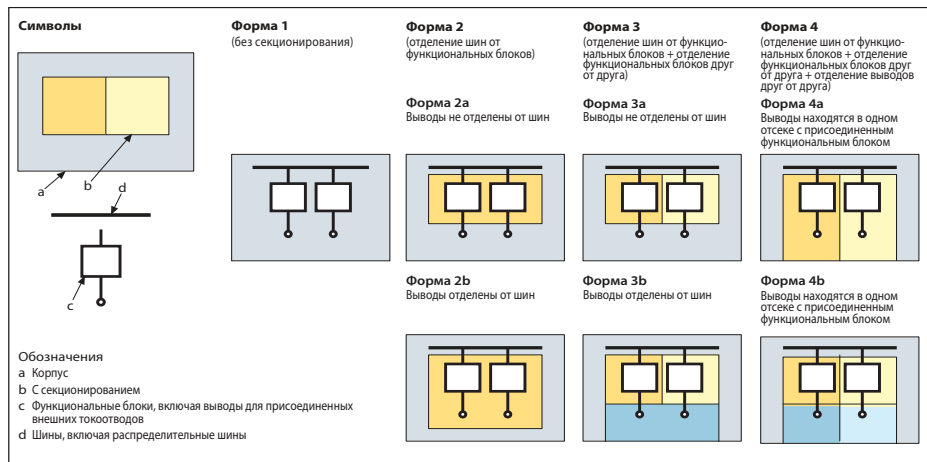 Символы
a
b
d
c
Обозначения
a Корпус
b С секционированием
c Функциональные блоки, включая выводы для присоединенных
внешних токоотводов
d Шины, включая распределительные шины
Форма 1
(без секционирования)
Форма 2
(отделение шин от
функциональных блоков)
Форма 2a
Выводы не отделены от шин
Форма 2b
Выводы отделены от шин
Форма 3
(отделение шин от функцио-
нальных блоков + отделение
функциональных блоков друг
от друга)
Форма 3a
Выводы не отделены от шин
Форма 3b
Выводы отделены от шин
Форма 4
(отделение шин от функцио-
нальных блоков + отделение
функциональных блоков друг
от друга + отделение выводов
друг от друга)
Форма 4a
Выводы находятся в одном
отсеке с присоединенным
функциональным блоком
Форма 4b
Выводы находятся в одном
отсеке с присоединенным
функциональным блоком